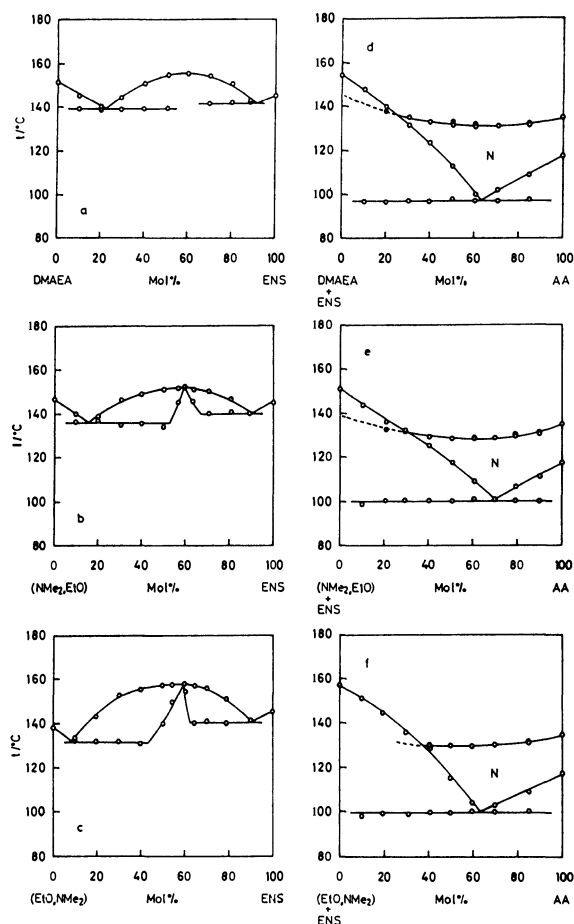 180
160
140
120
100
80
t/°C
a
0 20 40 60 80 100
DMAEA Mol% ENS
180
160
140
120
100
80
d
N
0 20 40 60 80 100
DMAEA Mol% AA
+
ENS
180
160
140
120
100
80
t/°C
b
0 20 40 60 80 100
(NMe2,EtO) Mol% ENS
180
160
140
120
100
80
e
N
0 20 40 60 80 100
(NMe2,EtO) Mol% AA
+
ENS
180
160
140
120
100
80
t/°C
c
0 20 40 60 80 100
(EtO,NMe2) Mol% ENS
180
160
140
120
100
80
f
N
0 20 40 60 80 100
(EtO,NMe2) Mol% AA
+
ENS